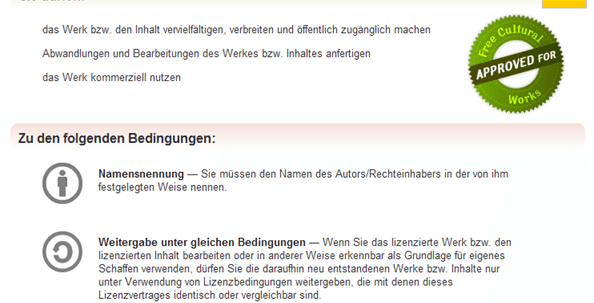 das Werk bzw. den Inhalt vervielfältigen, verbreiten und öffentlich zugänglich machen
Abwandlungen und Bearbeitungen des Werkes bzw. Inhaltes anfertigen
das Werk kommerziell nutzen
Free Cultural
APPROVED FOR
Works
Zu den folgenden Bedingungen:
Namensnennung — Sie müssen den Namen des Autors/Rechteinhabers in der von ihm
festgelegten Weise nennen.
Weitergabe unter gleichen Bedingungen — Wenn Sie das lizenzierte Werk bzw. den
lizenzierten Inhalt bearbeiten oder in anderer Weise erkennbar als Grundlage für eigenes
Schaffen verwenden, dürfen Sie die daraufhin neu entstandenen Werke bzw. Inhalte nur
unter Verwendung von Lizenzbedingungen weitergeben, die mit denen dieses
Lizenzvertrages identisch oder vergleichbar sind.